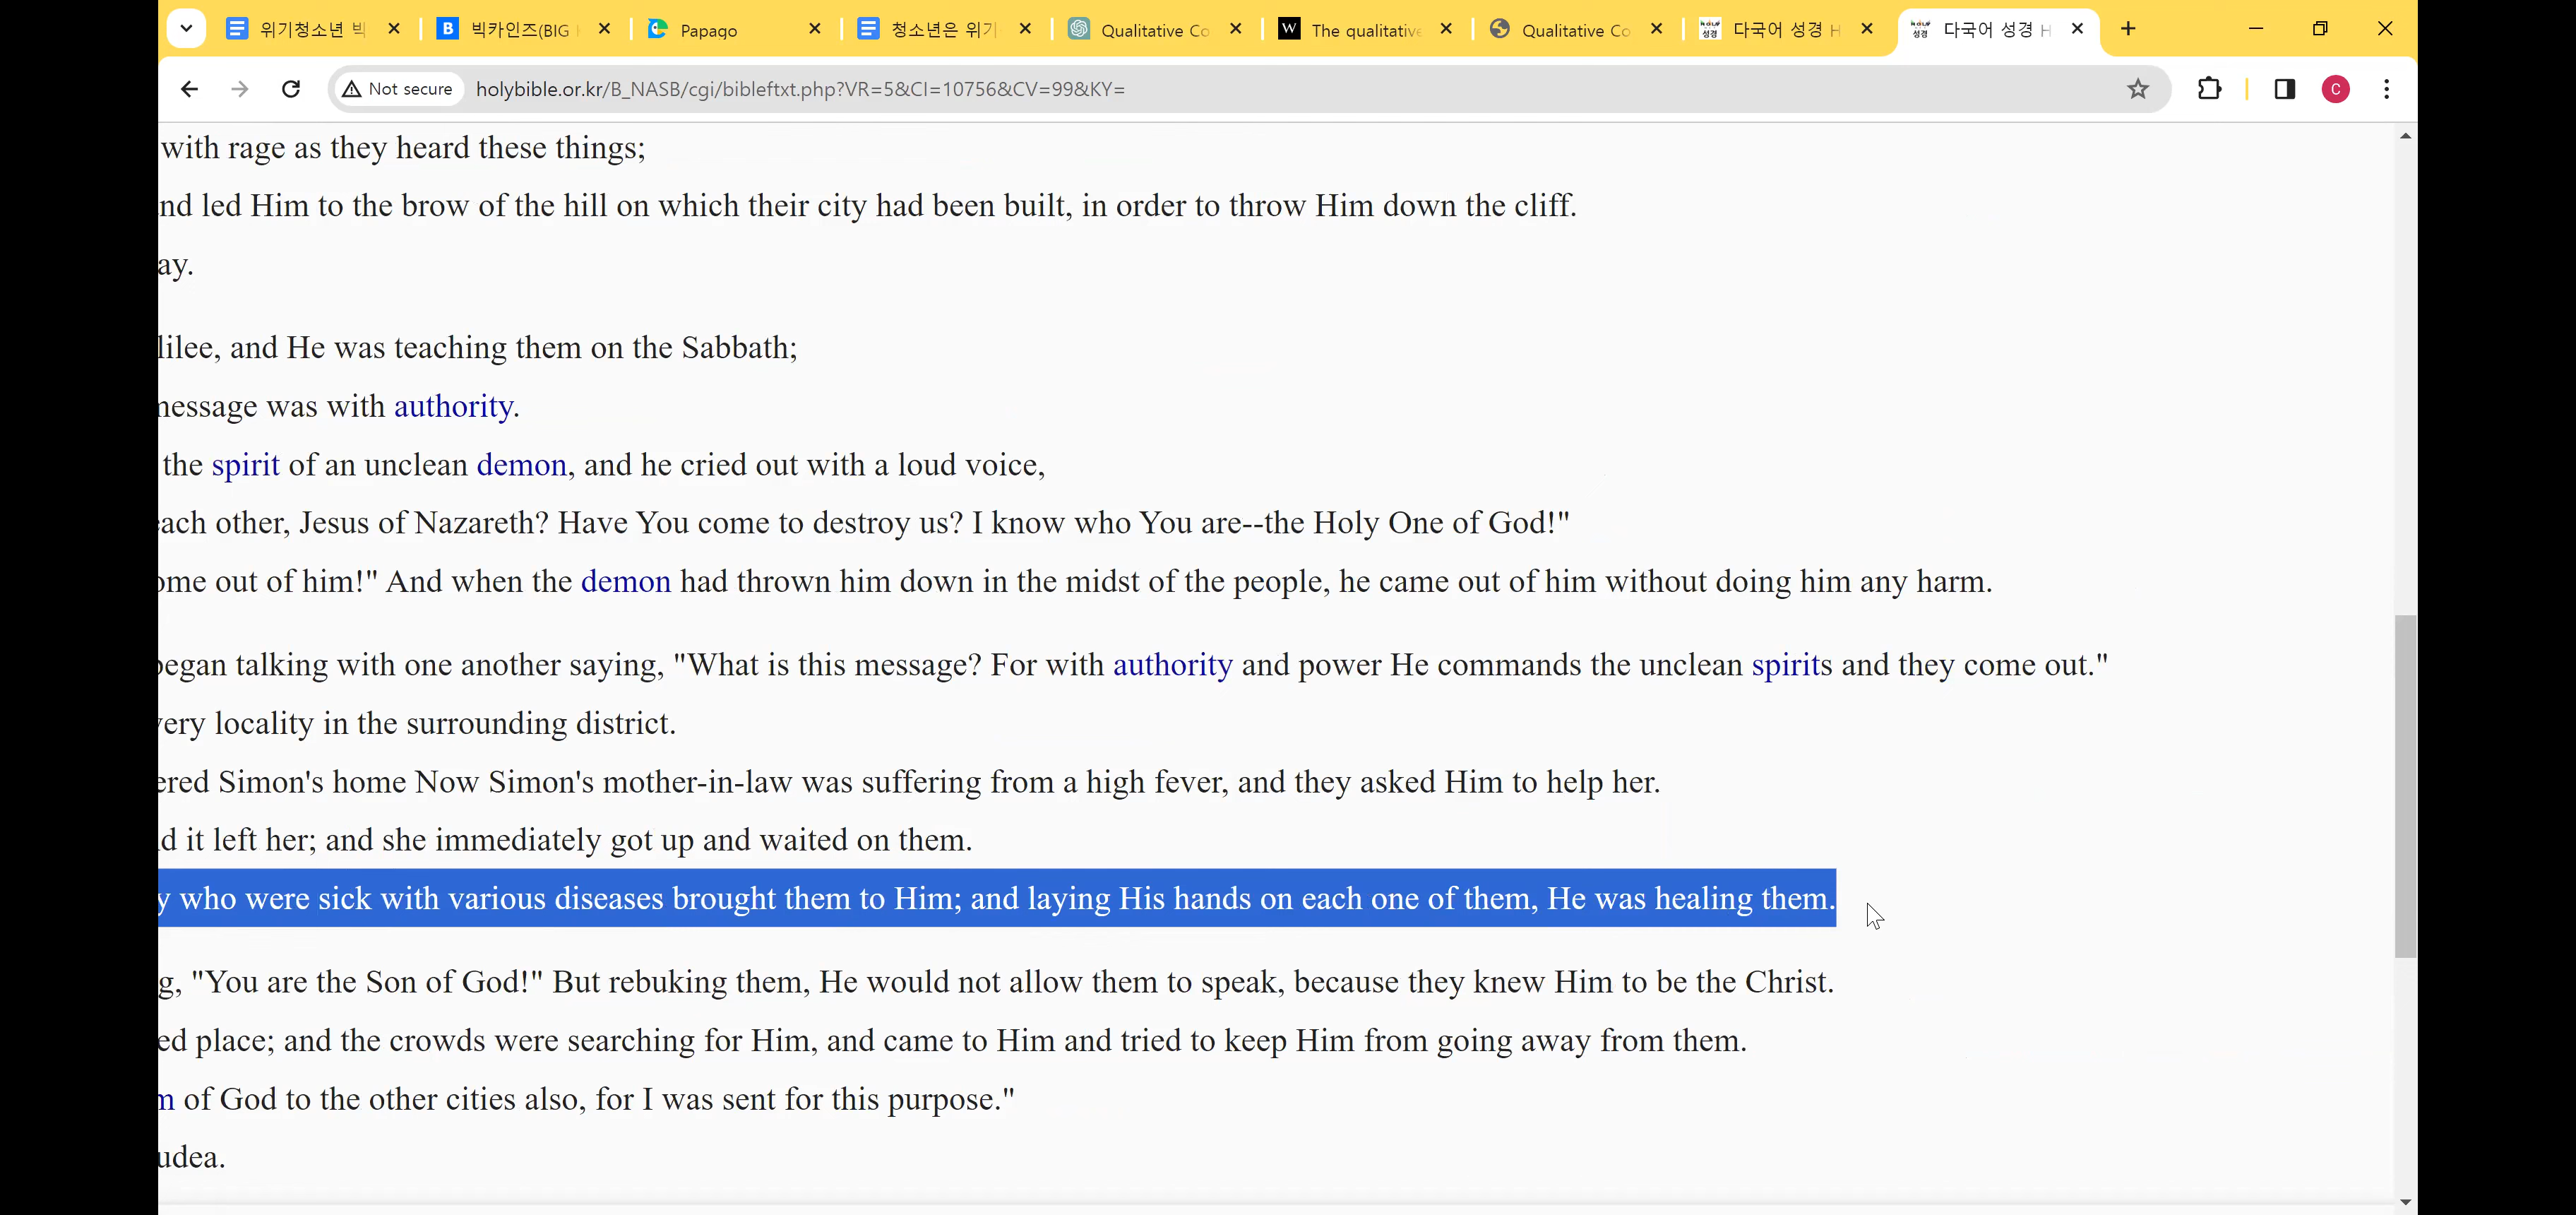 위기청소년 빅
빅카인즈(BIG
Papago
청소년은 위기
Qualitative Co
The qualitative
Qualitative Co
다국어 성경 H
다국어 성경 H
Not secure
holybible.or.kr/B_NASB/cgi/bibleftxt.php?VR=5&CI=10756&CV=99&KY=
C
with rage as they heard these things;
nd led Him to the brow of the hill on which their city had been built, in order to throw Him down the cliff.
ay.
lilee, and He was teaching them on the Sabbath;
message was with authority.
the spirit of an unclean demon, and he cried out with a loud voice,
each other, Jesus of Nazareth? Have You come to destroy us? I know who You are--the Holy One of God!"
ome out of him!" And when the demon had thrown him down in the midst of the people, he came out of him without doing him any harm.
began talking with one another saying, "What is this message? For with authority and power He commands the unclean spirits and they come out."
very locality in the surrounding district.
ered Simon's home Now Simon's mother-in-law was suffering from a high fever, and they asked Him to help her.
d it left her; and she immediately got up and waited on them.
y who were sick with various diseases brought them to Him; and laying His hands on each one of them, He was healing them.
g, "You are the Son of God!" But rebuking them, He would not allow them to speak, because they knew Him to be the Christ.
ed place; and the crowds were searching for Him, and came to Him and tried to keep Him from going away from them.
m of God to the other cities also, for I was sent for this purpose."
udea.